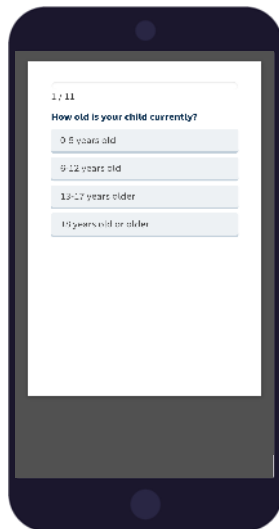 1 / 11
How old is your child currently?
0-5 years old
6-12 years old
13-17 years older
18 years old or older